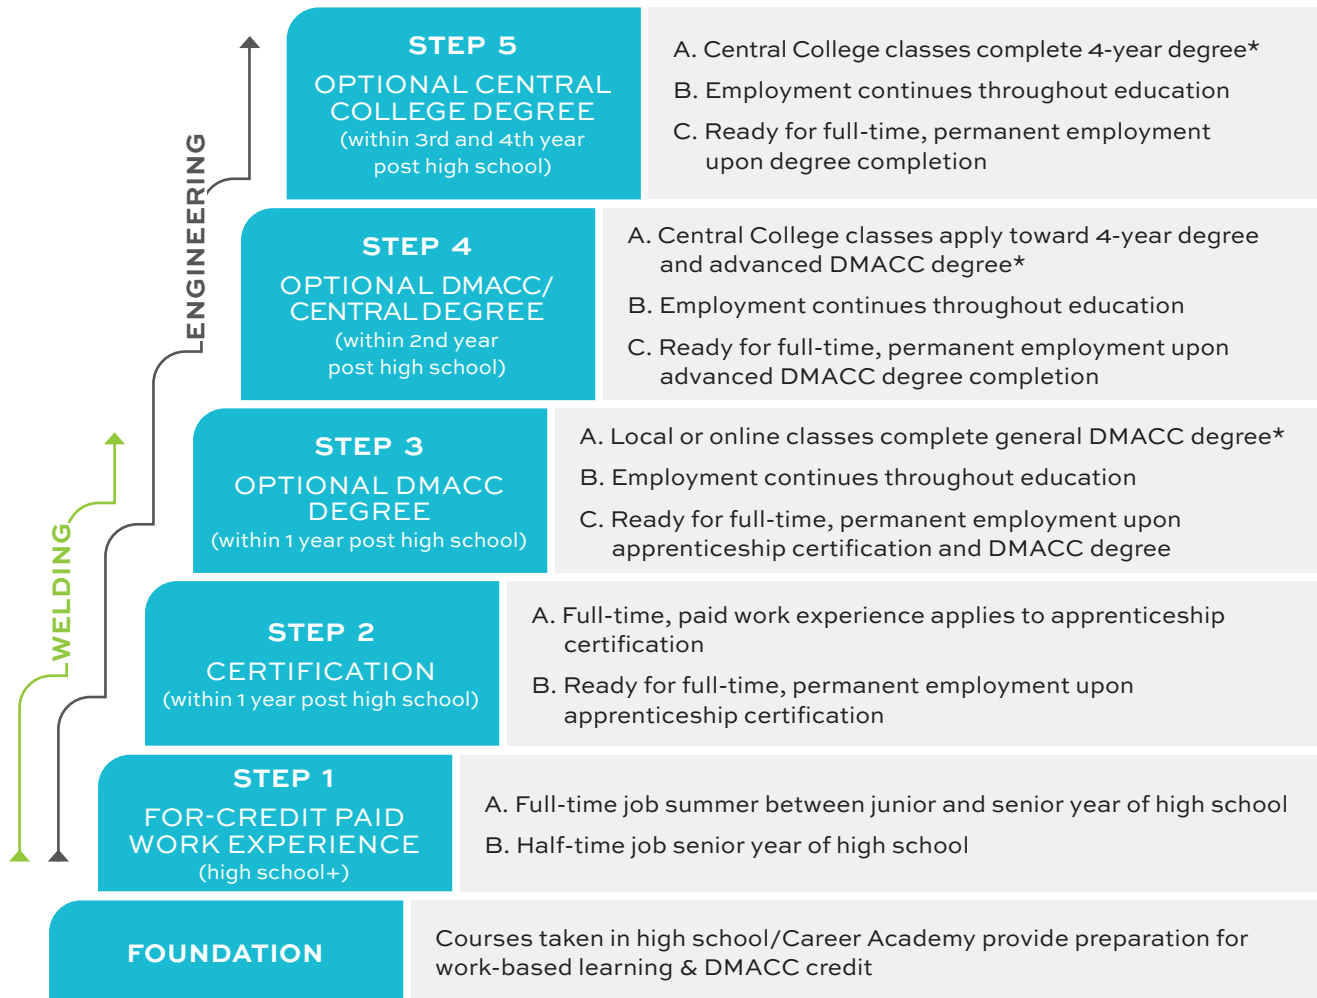 STEP 5
OPTIONAL CENTRAL
COLLEGE DEGREE
(within 3rd and 4th year
post high school)
A. Central College classes complete 4-year degree*
B. Employment continues throughout education
C. Ready for full-time, permanent employment
upon degree completion
ENGINEERING
STEP 4
OPTIONAL DMACC/
CENTRAL DEGREE
(within 2nd year
post high school)
A. Central College classes apply toward 4-year degree
and advanced DMACC degree*
B. Employment continues throughout education
C. Ready for full-time, permanent employment upon
advanced DMACC degree completion
STEP 3
OPTIONAL DMACC
DEGREE
(within 1 year post high school)
A. Local or online classes complete general DMACC degree*
B. Employment continues throughout education
C. Ready for full-time, permanent employment upon
apprenticeship certification and DMACC degree
WELDING
STEP 2
CERTIFICATION
(within 1 year post high school)
A. Full-time, paid work experience applies to apprenticeship
certification
B. Ready for full-time, permanent employment upon
apprenticeship certification
STEP 1
FOR-CREDIT PAID
WORK EXPERIENCE
(high school+)
A. Full-time job summer between junior and senior year of high school
B. Half-time job senior year of high school
FOUNDATION
Courses taken in high school/Career Academy provide preparation for
work-based learning & DMACC credit